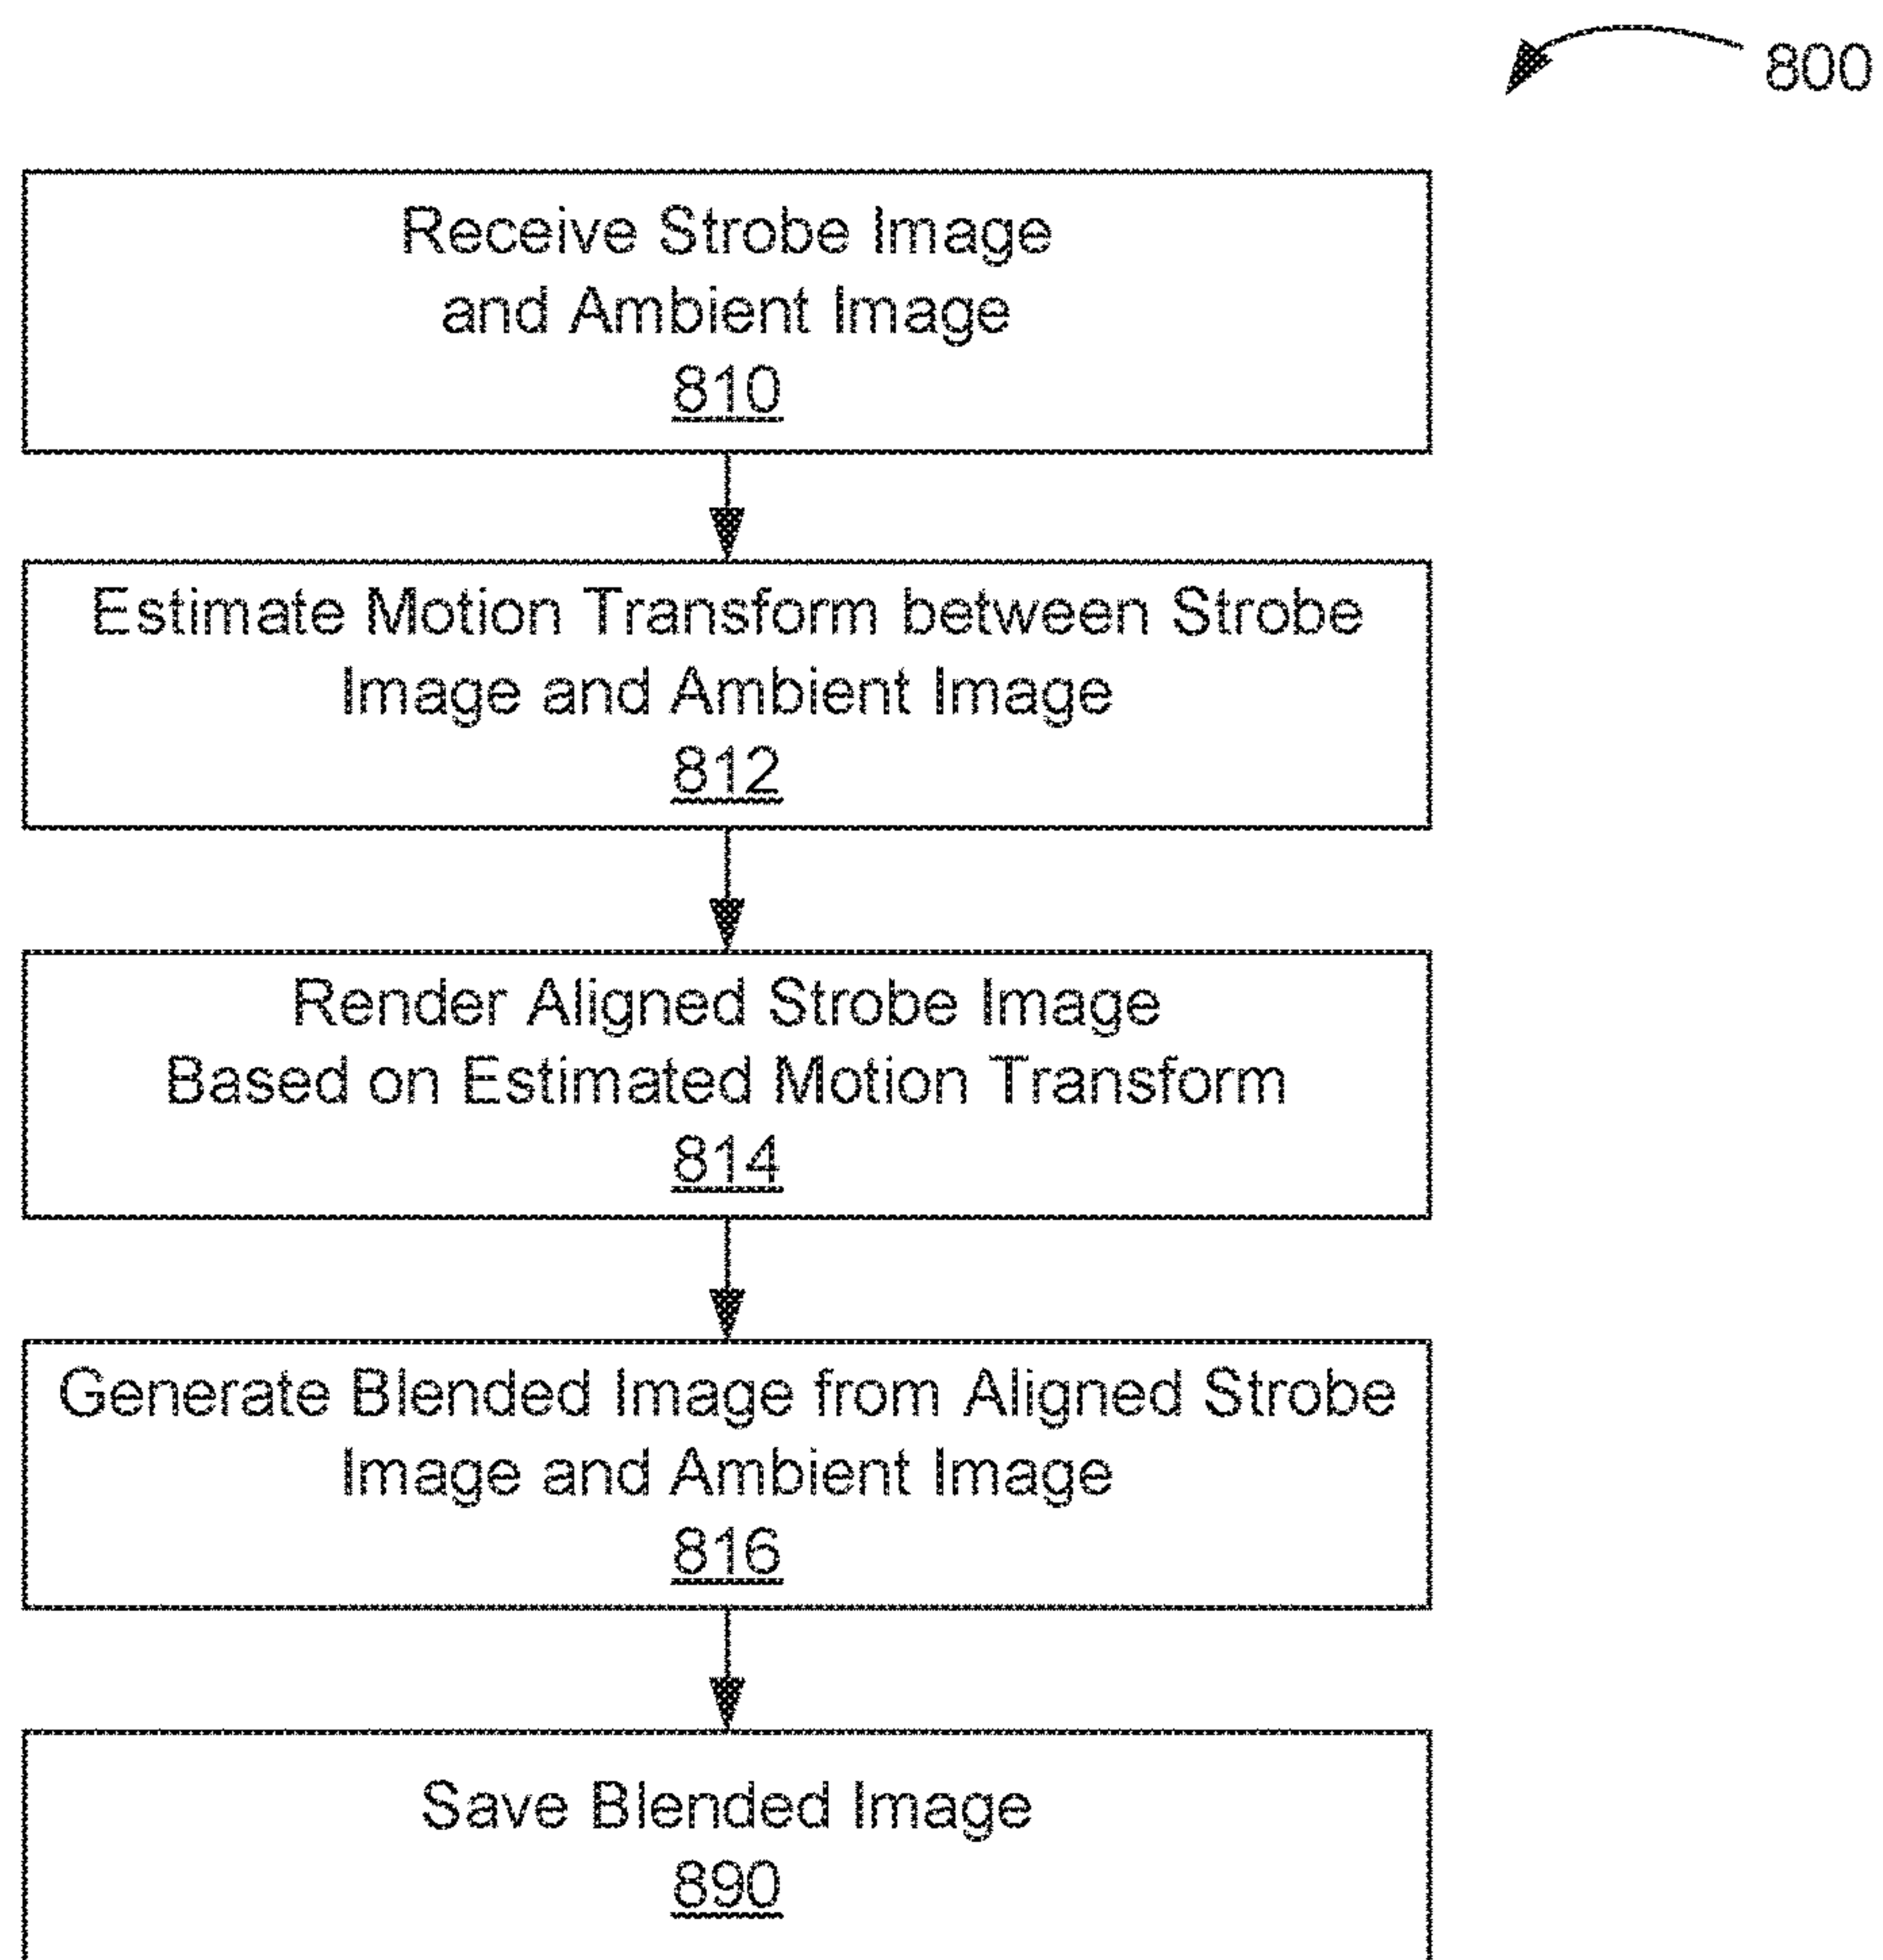 800
Receive Strobe Image
and Ambient Image
810
Estimate Motion Transform between Strobe
Image and Ambient Image
812
Render Aligned Strobe Image
Based on Estimated Motion Transform
814
Generate Blended Image from Aligned Strobe
Image and Ambient Image
816
Save Blended Image
890